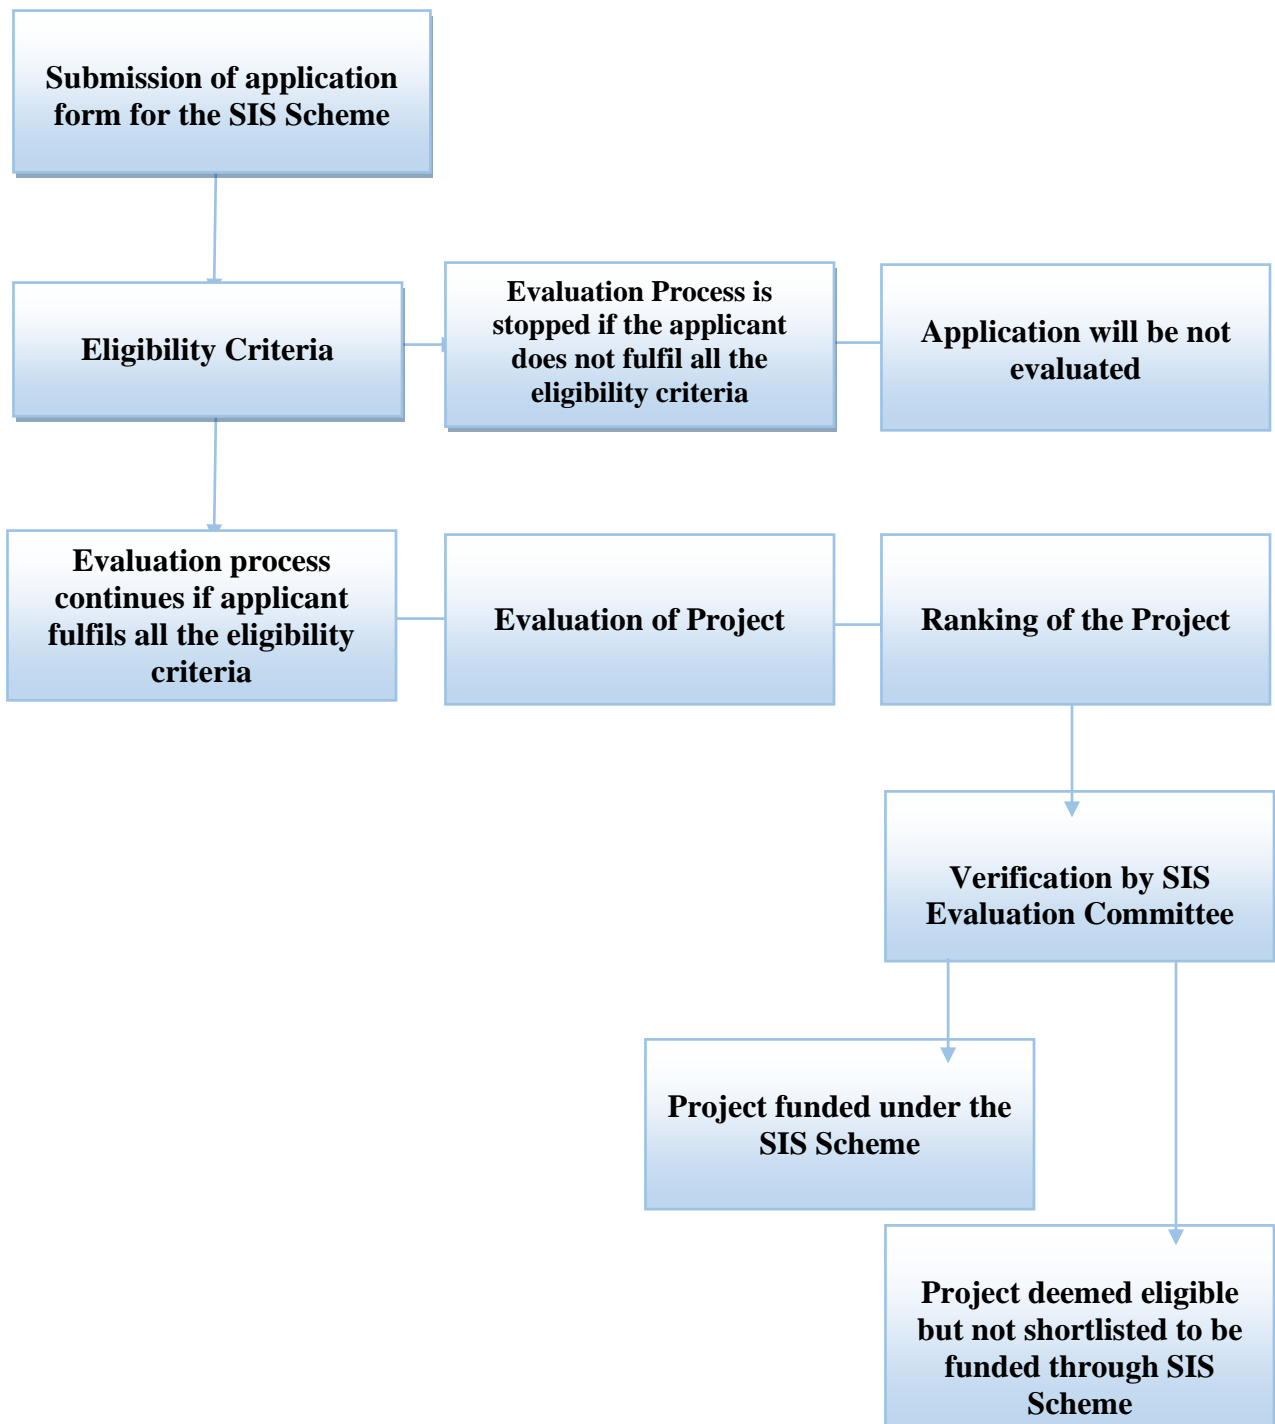 Submission of application
form for the SIS Scheme
Eligibility Criteria
Evaluation Process is
stopped if the applicant
does not fulfil all the
eligibility criteria
Application will be not
evaluated
Evaluation process
continues if applicant
fulfils all the eligibility
criteria
Evaluation of Project
Ranking of the Project
Verification by SIS
Evaluation Committee
Project funded under the
SIS Scheme
Project deemed eligible
but not shortlisted to be
funded through SIS
Scheme